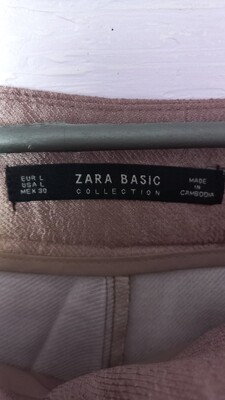 EUR L
USA L
MEX 30
ZARA BASIC
COLLECTION
MADE
IN
CAMBODIA